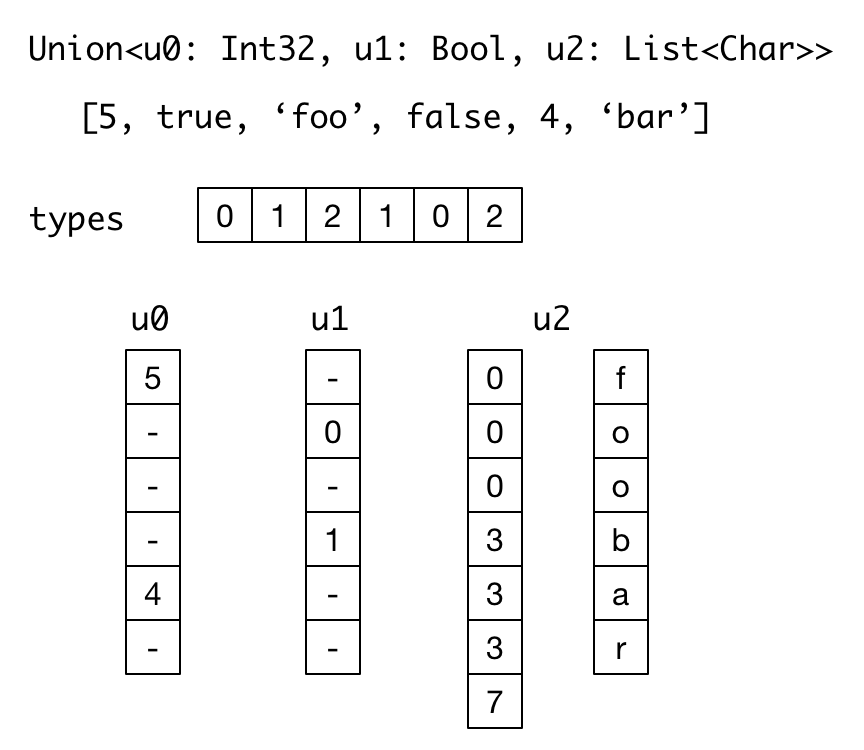 Union<u0: Int32, u1: Bool, u2: List<Char>>
[5, true, ‘foo’, false, 4, ‘bar’]
types 0 1 2 1 0 2
u0 u1 u2
5 - 0 f
- 0 0 o
- - 0 o
- 1 3 b
4 - 3 a
- - 3 r
7